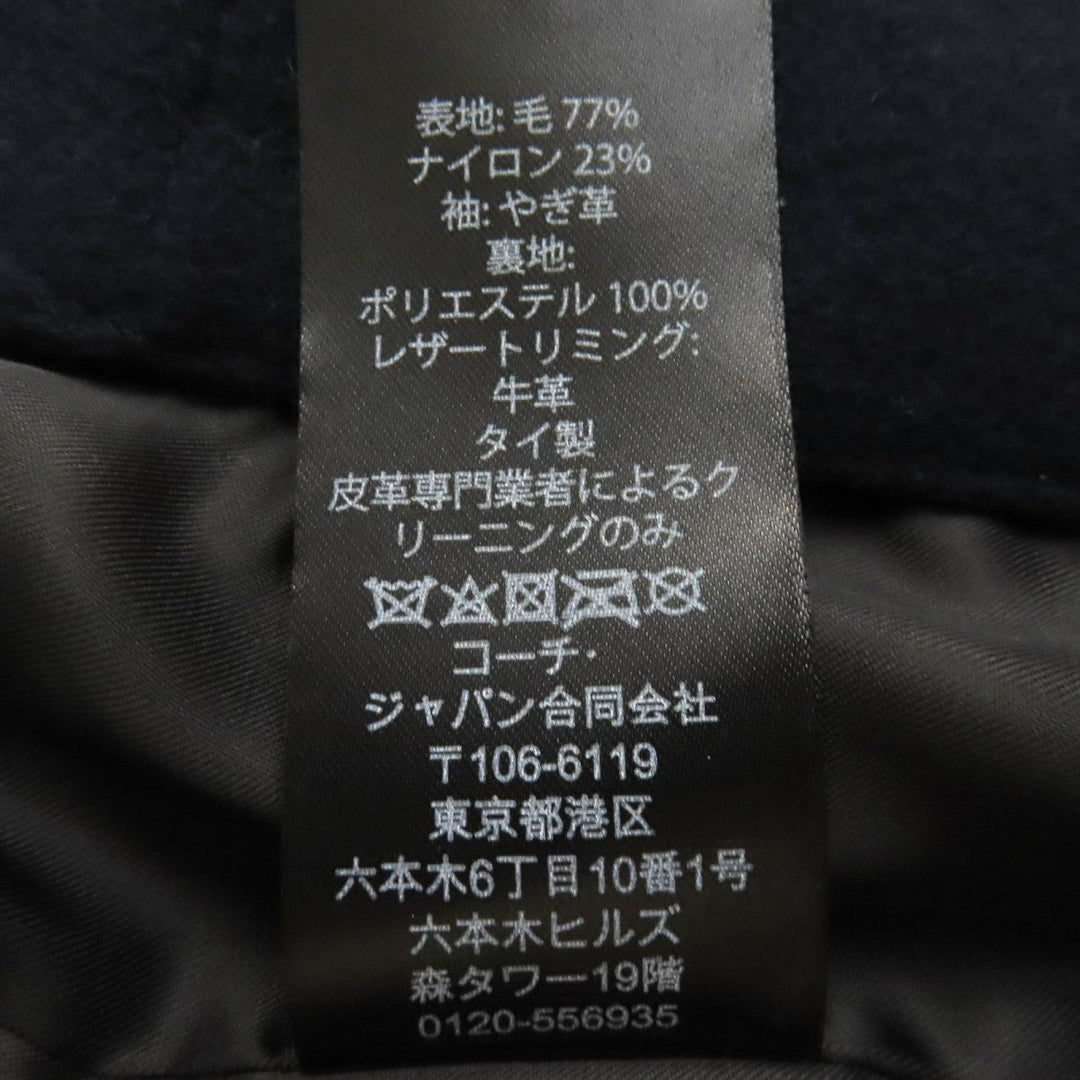 表地: 毛 77%
ナイロン 23%
袖: やぎ革
裏地:
ポリエステル 100%
レザートリミング:
牛革
タイ製
皮革専門業者によるク
リーニングのみ
コーチ·
ジャパン合同会社
〒106-6119
東京都港区
六本木6丁目10番1号
六本木ヒルズ
森タワー19階
0120-556935